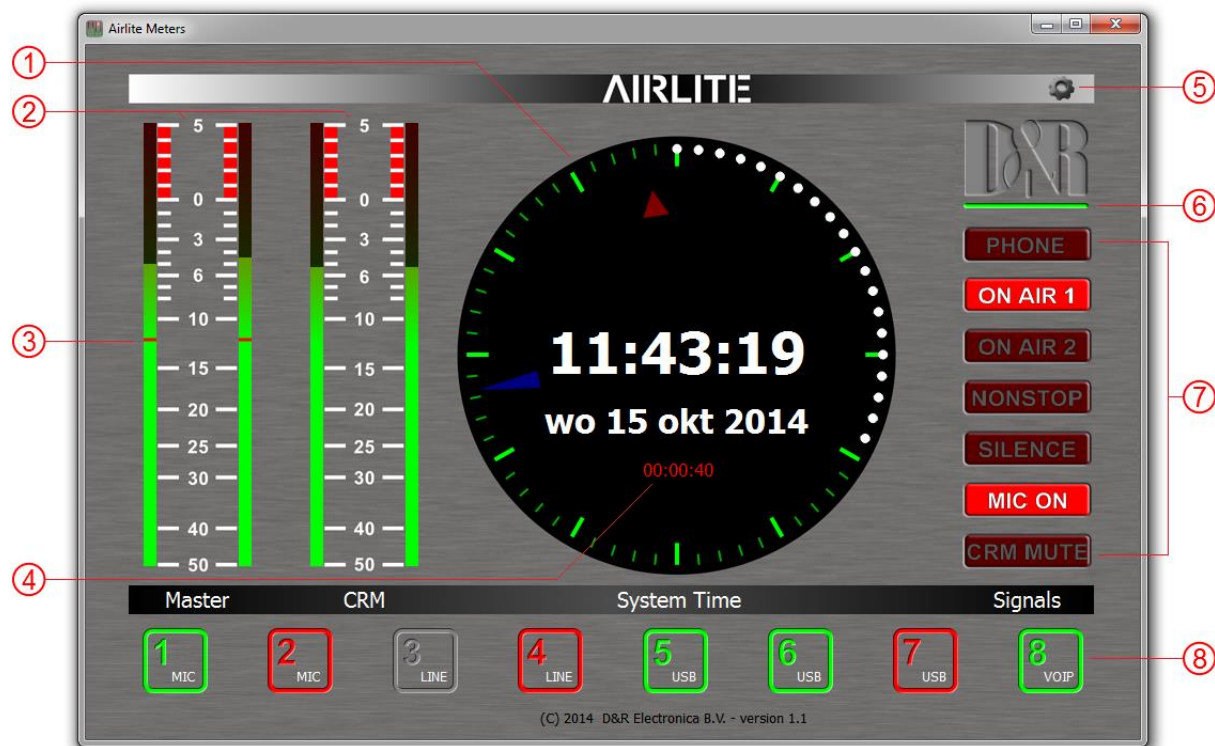 Airlite Meters
AIRLITE
1
2
3
4
5
6
7
8
5
0
3
6
10
15
20
25
30
40
50
5
0
3
6
10
15
20
25
30
40
50
11:43:19
wo 15 okt 2014
00:00:40
D&R
PHONE
ON AIR 1
ON AIR 2
NONSTOP
SILENCE
MIC ON
CRM MUTE
Master CRM System Time Signals
1 MIC
2 MIC
3 LINE
4 LINE
5 USB
6 USB
7 USB
8 VOIP
(C) 2014 D&R Electronica B.V. - version 1.1